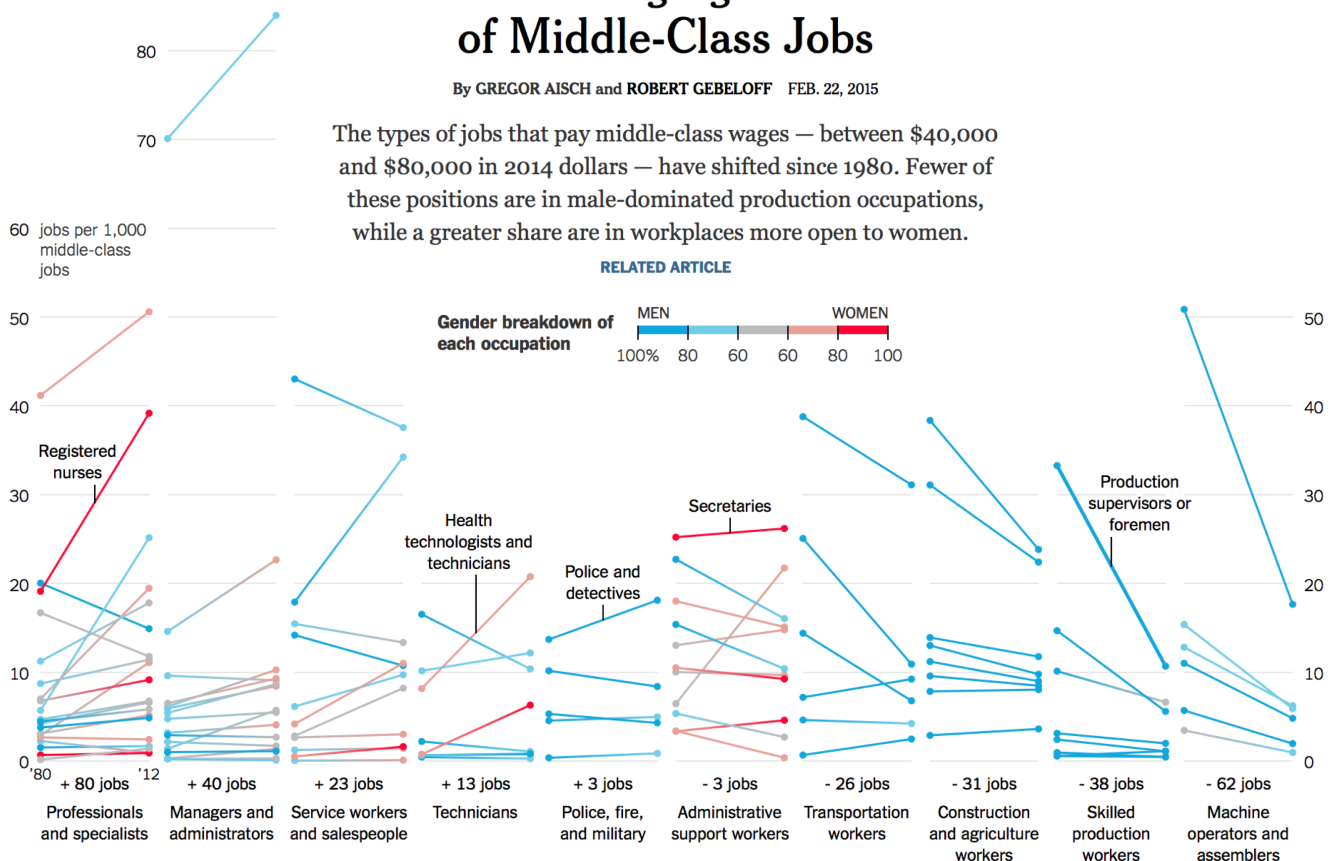 of Middle-Class Jobs
By GREGOR AISCH and ROBERT GEBELOFF FEB. 22, 2015
The types of jobs that pay middle-class wages — between $40,000
and $80,000 in 2014 dollars — have shifted since 1980. Fewer of
these positions are in male-dominated production occupations,
while a greater share are in workplaces more open to women.
RELATED ARTICLE
80
70
60
jobs per 1,000
middle-class
jobs
50
40
30
20
10
0
Gender breakdown of
each occupation
MEN
WOMEN
100%
80
60
60
80
100
Registered
nurses
Health
technologists and
technicians
Police and
detectives
Secretaries
Production
supervisors or
foremen
50
40
30
20
10
0
'80
'12
+ 80 jobs
Professionals
and specialists
+ 40 jobs
Managers and
administrators
+ 23 jobs
Service workers
and salespeople
+ 13 jobs
Technicians
+ 3 jobs
Police, fire,
and military
- 3 jobs
Administrative
support workers
- 26 jobs
Transportation
workers
- 31 jobs
Construction
and agriculture
workers
- 38 jobs
Skilled
production
workers
- 62 jobs
Machine
operators and
assemblers